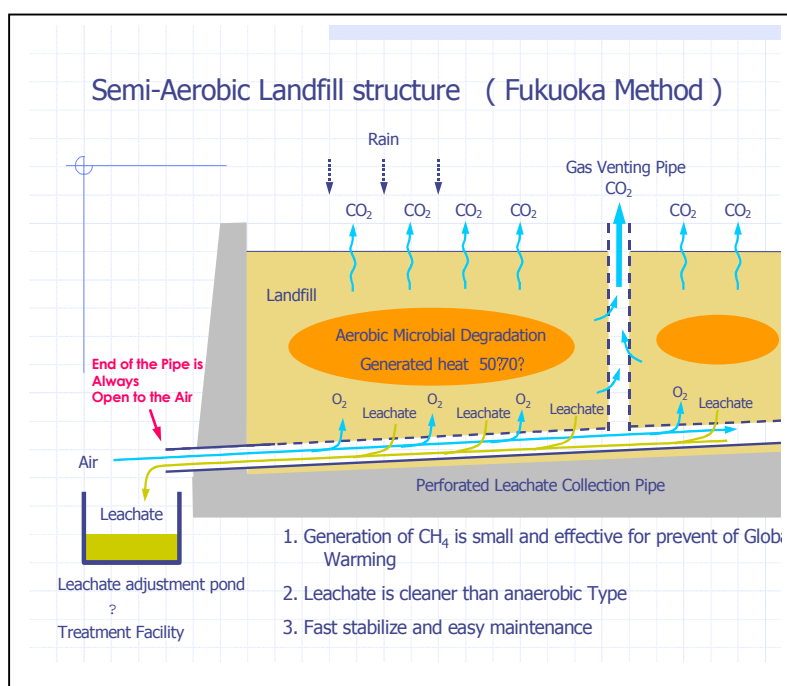 Semi-Aerobic Landfill structure ( Fukuoka Method )
Rain
Gas Venting Pipe
CO₂
CO₂ CO₂ CO₂ CO₂ CO₂ CO₂
Landfill
Aerobic Microbial Degradation
Generated heat 50?70?
End of the Pipe is
Always
Open to the Air
O₂ Leachate O₂ Leachate O₂ Leachate O₂ Leachate
Air
Perforated Leachate Collection Pipe
Leachate
Leachate adjustment pond
?
Treatment Facility
1. Generation of CH₄ is small and effective for prevent of Globa
Warming
2. Leachate is cleaner than anaerobic Type
3. Fast stabilize and easy maintenance